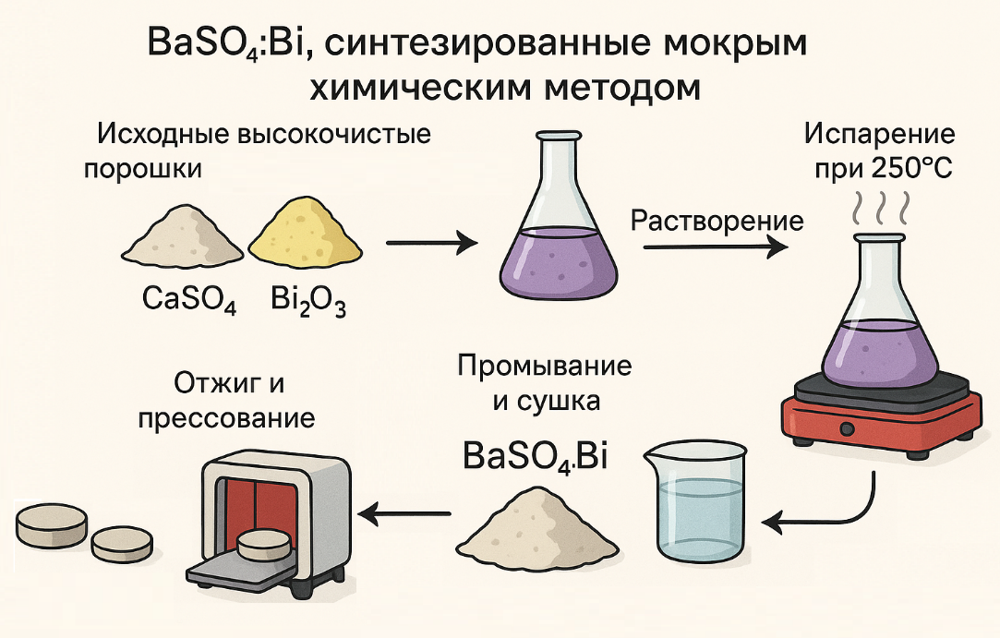 BaSO₄:Bi, синтезированные мокрым
химическим методом
Исходные высокочистые
порошки
CaSO₄
Bi₂O₃
Растворение
Испарение
при 250°C
Промывание
и сушка
BaSO₄.Bi
Отжиг и
прессование